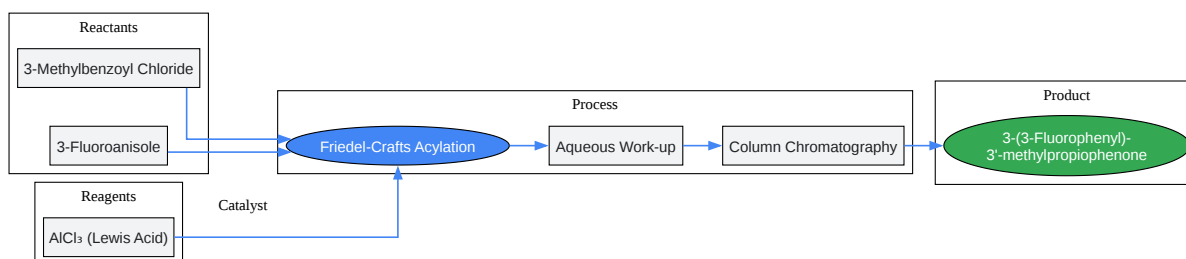 Reactants
3-Methylbenzoyl Chloride
3-Fluoroanisole
Reagents
AlCl₃ (Lewis Acid)
Catalyst
Process
Friedel-Crafts Acylation
Aqueous Work-up
Column Chromatography
Product
3-(3-Fluorophenyl)-
3'-methylpropiophenone